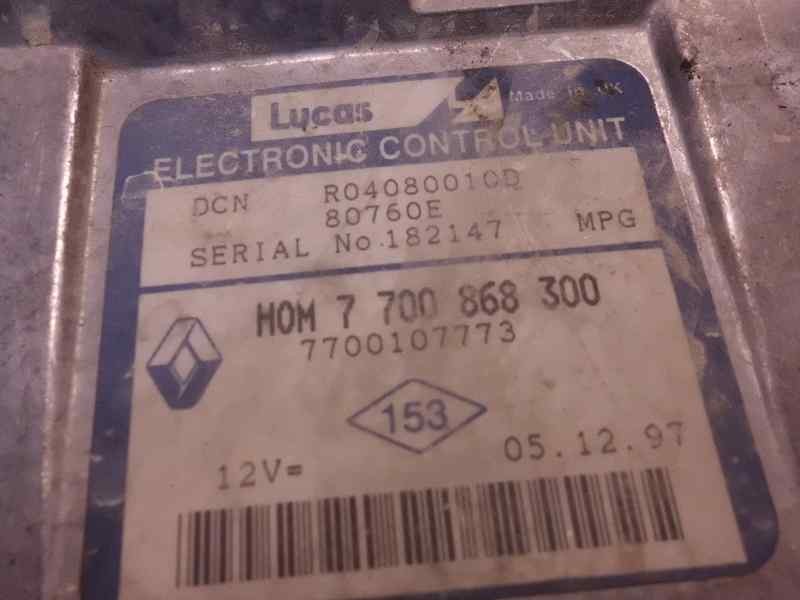 Lucas Made in UK
ELECTRONIC CONTROL UNIT
DCN R04080010D
80760E
SERIAL No.182147 MPG
HOM 7 700 868 300
7700107773
153
12V= 05.12.97